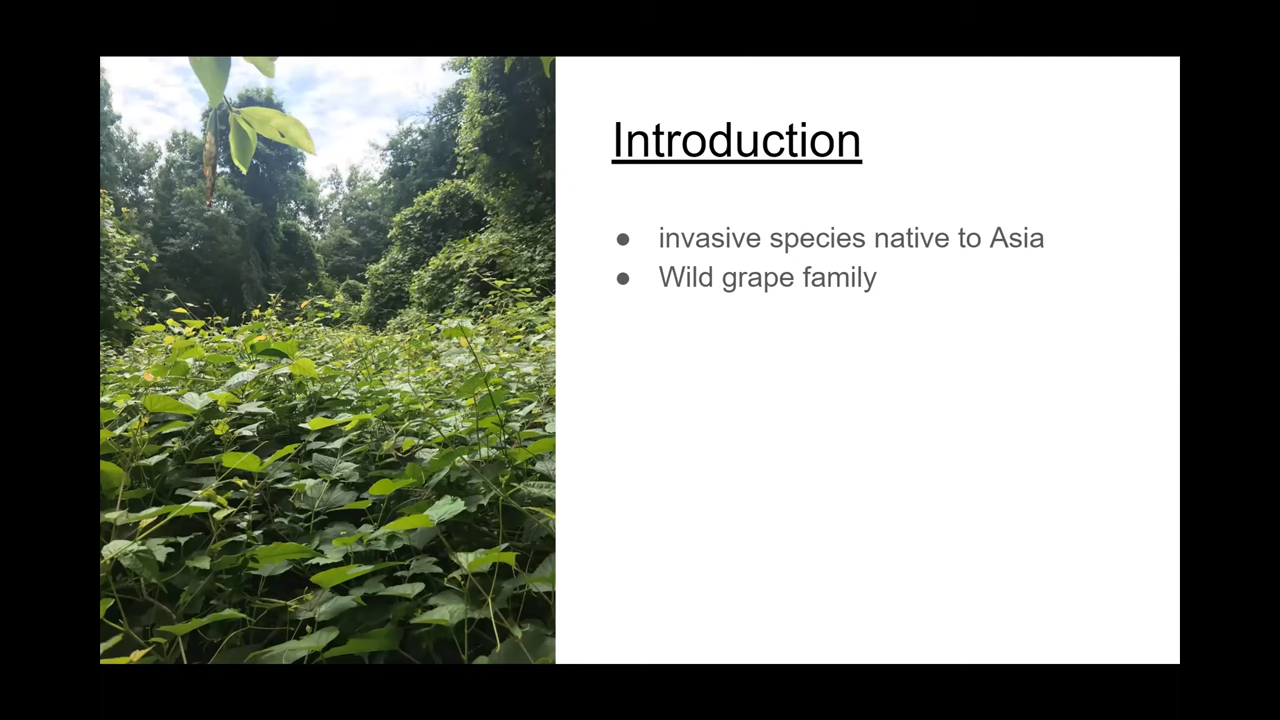 Introduction
● invasive species native to Asia
● Wild grape family